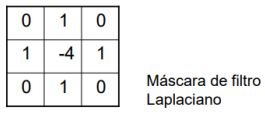 0 1 0
1 -4 1
0 1 0
Máscara de filtro
Laplaciano